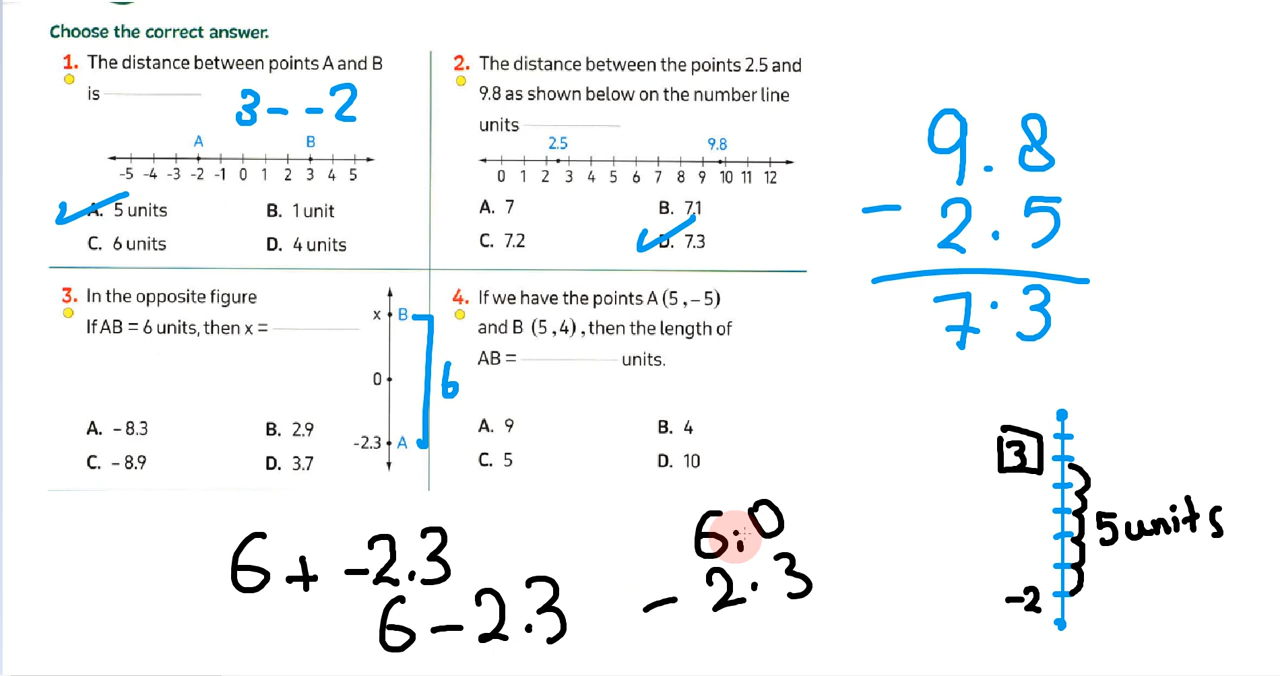 Choose the correct answer.
1. The distance between points A and B
is
3 - - 2
A B
-5 -4 -3 -2 -1 0 1 2 3 4 5
A. 5 units B. 1 unit
C. 6 units D. 4 units
2. The distance between the points 2.5 and
9.8 as shown below on the number line
units
2.5 9.8
0 1 2 3 4 5 6 7 8 9 10 11 12
A. 7 B. 7.1
C. 7.2 D. 7.3
9.8
- 2.5
7.3
3. In the opposite figure
If AB = 6 units, then x =
x B
0
-2.3 A
6
A. - 8.3 B. 2.9
C. - 8.9 D. 3.7
4. If we have the points A (5, -5)
and B (5, 4), then the length of
AB = units.
A. 9 B. 4
C. 5 D. 10
6 + -2.3
6 - 2.3
6.0
- 2.3
3
5 units
-2